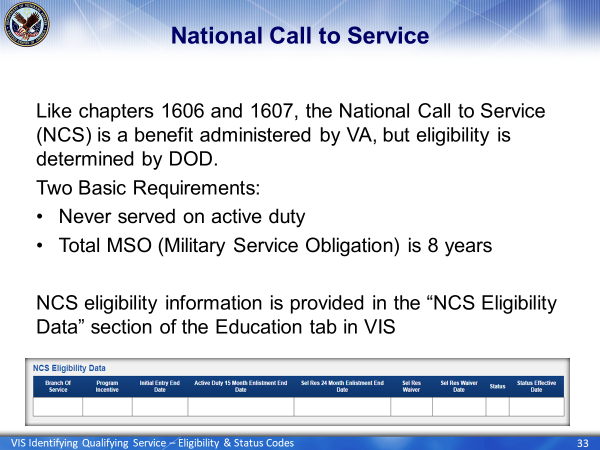 National Call to Service
Like chapters 1606 and 1607, the National Call to Service
(NCS) is a benefit administered by VA, but eligibility is
determined by DOD.
Two Basic Requirements:
• Never served on active duty
• Total MSO (Military Service Obligation) is 8 years
NCS eligibility information is provided in the “NCS Eligibility
Data” section of the Education tab in VIS
NCS Eligibility Data
Branch Of Service
Program Incentive
Initial Entry End Date
Active Duty 15 Month Enlistment End Date
Sel Res 24 Month Enlistment End Date
Sel Res Waiver
Sel Res Waiver Date
Status
Status Effective Date
VIS Identifying Qualifying Service – Eligibility & Status Codes
33